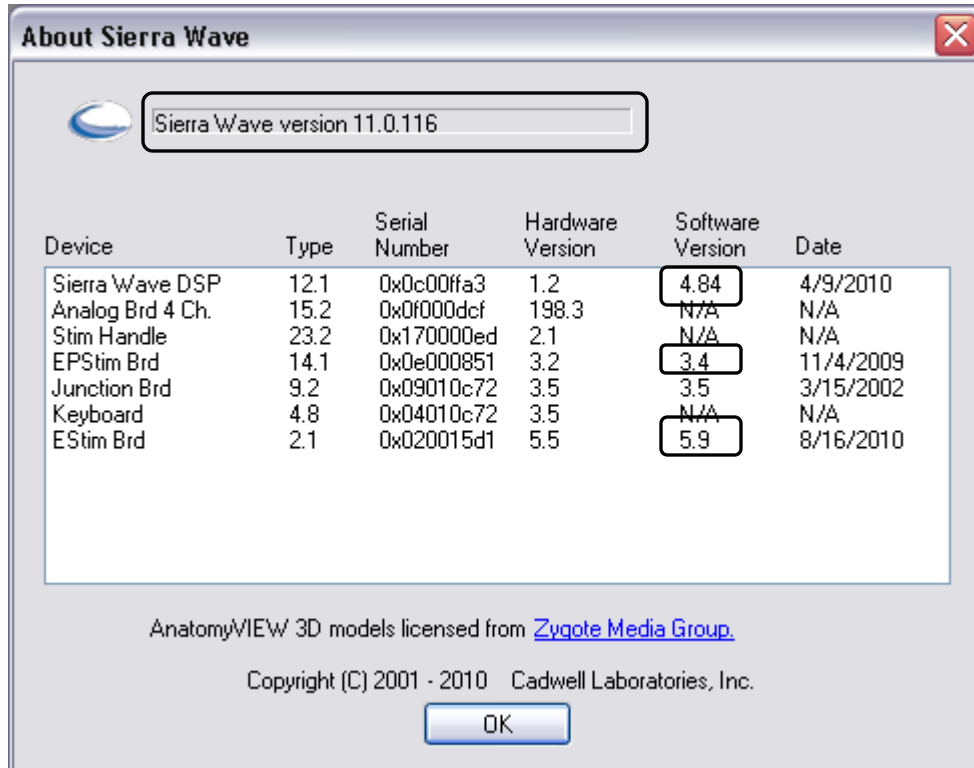 About Sierra Wave
Sierra Wave version 11.0.116
Device Type Serial Number Hardware Version Software Version Date
Sierra Wave DSP 12.1 0x0c00ffa3 1.2 4.84 4/9/2010
Analog Brd 4 Ch. 15.2 0x0f000dcf 198.3 N/A N/A
Stim Handle 23.2 0x170000ed 2.1 N/A N/A
EPStim Brd 14.1 0x0e000851 3.2 3.4 11/4/2009
Junction Brd 9.2 0x09010c72 3.5 3.5 3/15/2002
Keyboard 4.8 0x04010c72 3.5 N/A N/A
EStim Brd 2.1 0x020015d1 5.5 5.9 8/16/2010
AnatomyVIEW 3D models licensed from Zygote Media Group.
Copyright (C) 2001 - 2010 Cadwell Laboratories, Inc.
OK